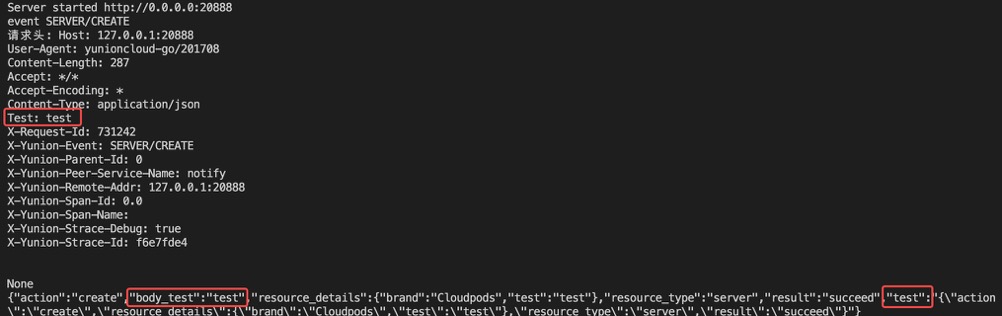 Server started http://0.0.0.0:20888
event SERVER/CREATE
请求头: Host: 127.0.0.1:20888
User-Agent: yunioncloud-go/201708
Content-Length: 287
Accept: */*
Accept-Encoding: *
Content-Type: application/json
Test: test
X-Request-Id: 731242
X-Yunion-Event: SERVER/CREATE
X-Yunion-Parent-Id: 0
X-Yunion-Peer-Service-Name: notify
X-Yunion-Remote-Addr: 127.0.0.1:20888
X-Yunion-Span-Id: 0.0
X-Yunion-Span-Name:
X-Yunion-Strace-Debug: true
X-Yunion-Strace-Id: f6e7fde4
None
{"action":"create","body_test":"test","resource_details":{"brand":"Cloudpods","test":"test"},"resource_type":"server","result":"succeed","test":"{\"action
\":\"create\",\"resource_details\":{\"brand\":\"Cloudpods\",\"test\":\"test\"},\"resource_type\":\"server\",\"result\":\"succeed\"}"}